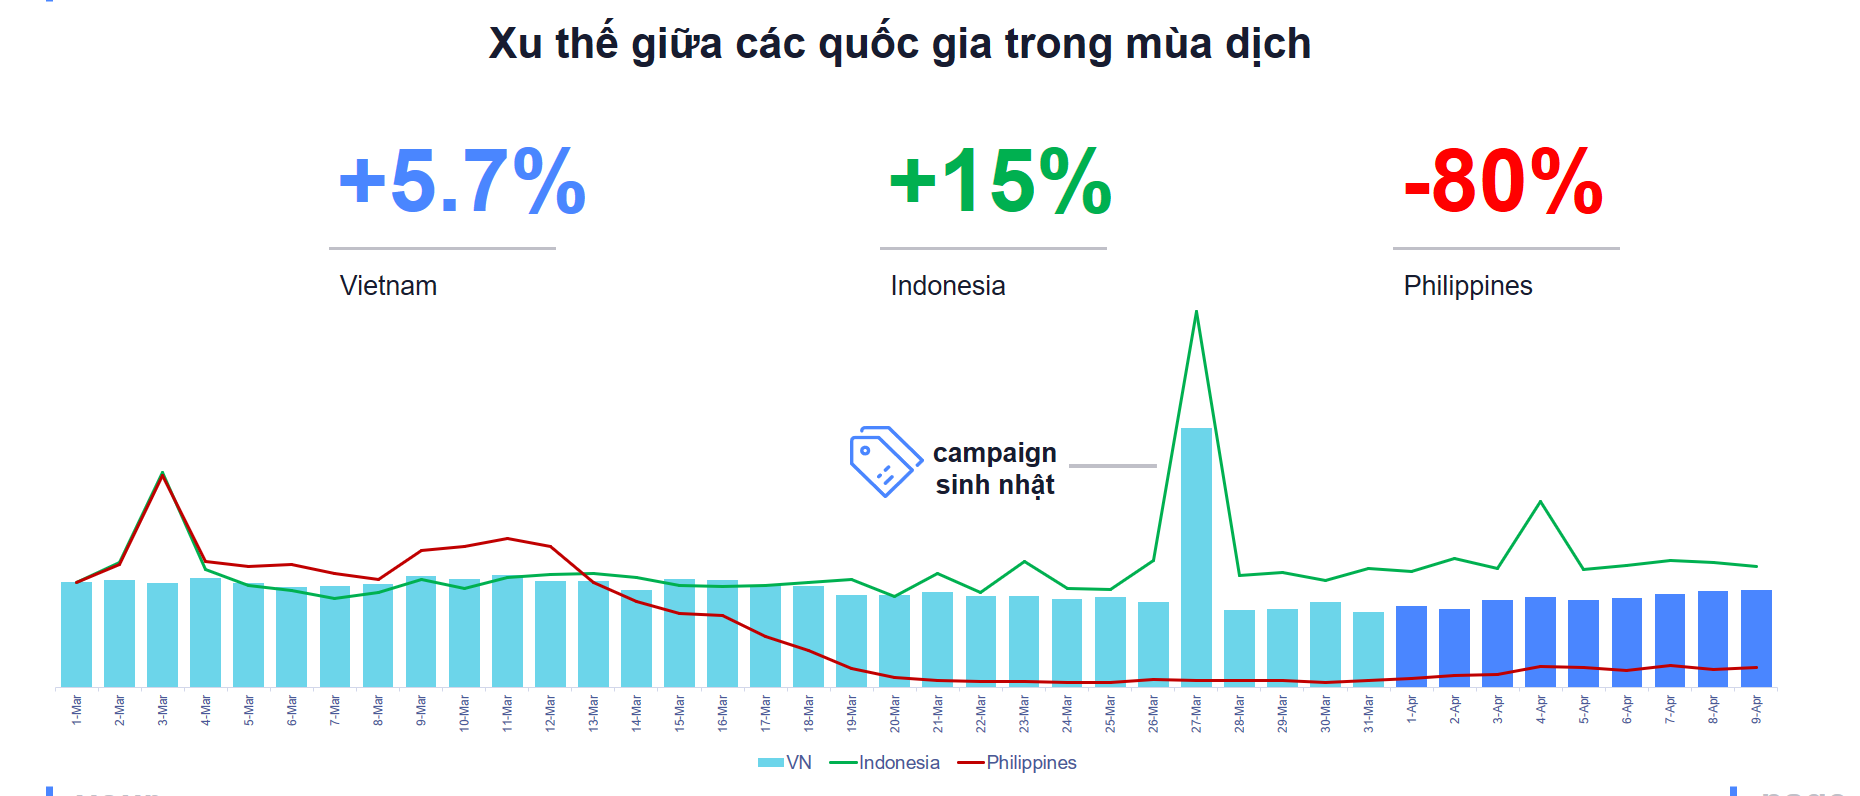 Xu thế giữa các quốc gia trong mùa dịch
+5.7%
+15%
-80%
Vietnam
Indonesia
Philippines
campaign
sinh nhật
1-Mar
2-Mar
3-Mar
4-Mar
5-Mar
6-Mar
7-Mar
8-Mar
9-Mar
10-Mar
11-Mar
12-Mar
13-Mar
14-Mar
15-Mar
16-Mar
17-Mar
18-Mar
19-Mar
20-Mar
21-Mar
22-Mar
23-Mar
24-Mar
25-Mar
26-Mar
27-Mar
28-Mar
29-Mar
30-Mar
31-Mar
1-Apr
2-Apr
3-Apr
4-Apr
5-Apr
6-Apr
7-Apr
8-Apr
9-Apr
VN
Indonesia
Philippines